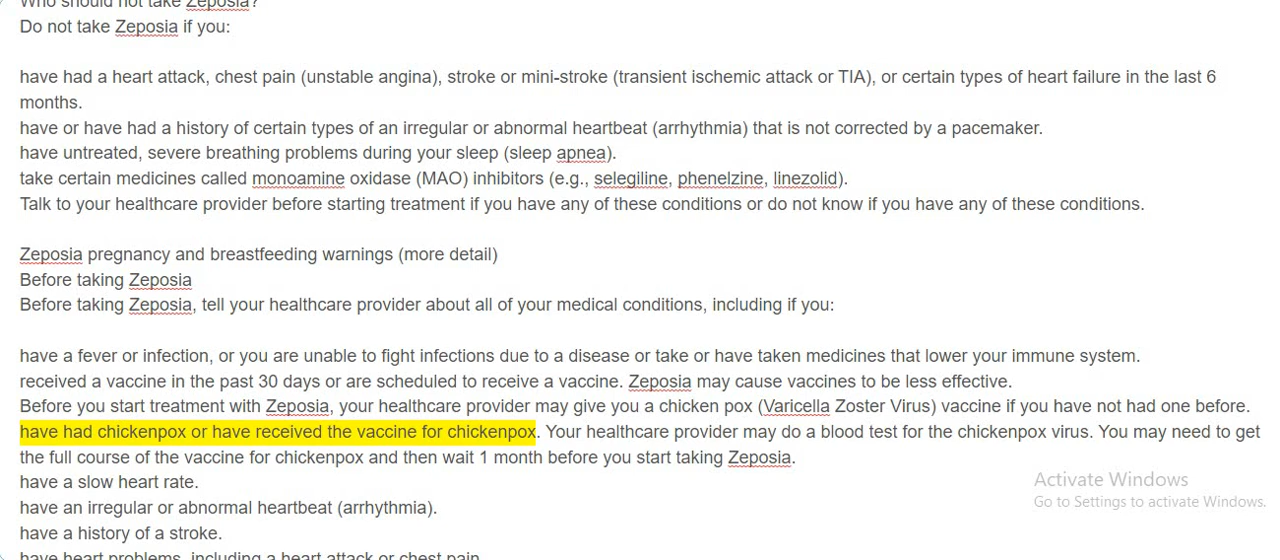 Who should not take Zeposia?
Do not take Zeposia if you:
have had a heart attack, chest pain (unstable angina), stroke or mini-stroke (transient ischemic attack or TIA), or certain types of heart failure in the last 6
months.
have or have had a history of certain types of an irregular or abnormal heartbeat (arrhythmia) that is not corrected by a pacemaker.
have untreated, severe breathing problems during your sleep (sleep apnea).
take certain medicines called monoamine oxidase (MAO) inhibitors (e.g., selegiline, phenelzine, linezolid).
Talk to your healthcare provider before starting treatment if you have any of these conditions or do not know if you have any of these conditions.
Zeposia pregnancy and breastfeeding warnings (more detail)
Before taking Zeposia
Before taking Zeposia, tell your healthcare provider about all of your medical conditions, including if you:
have a fever or infection, or you are unable to fight infections due to a disease or take or have taken medicines that lower your immune system.
received a vaccine in the past 30 days or are scheduled to receive a vaccine. Zeposia may cause vaccines to be less effective.
Before you start treatment with Zeposia, your healthcare provider may give you a chicken pox (Varicella Zoster Virus) vaccine if you have not had one before.
have had chickenpox or have received the vaccine for chickenpox. Your healthcare provider may do a blood test for the chickenpox virus. You may need to get
the full course of the vaccine for chickenpox and then wait 1 month before you start taking Zeposia.
have a slow heart rate.
have an irregular or abnormal heartbeat (arrhythmia).
have a history of a stroke.
have heart problems, including a heart attack or chest pain
Activate Windows
Go to Settings to activate Windows.